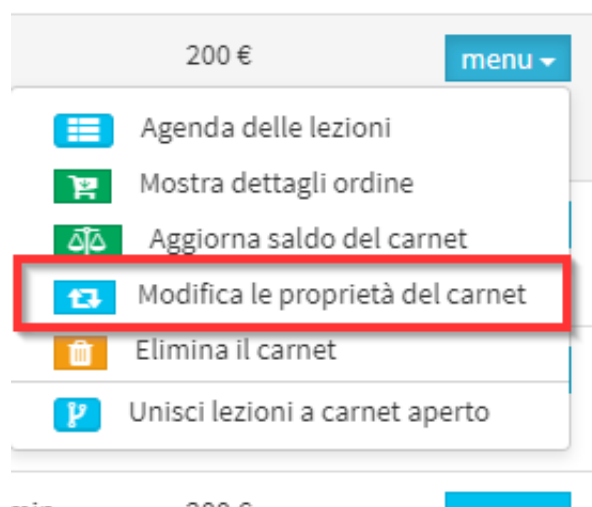 200 €
menu
Agenda delle lezioni
Mostra dettagli ordine
Aggiorna saldo del carnet
Modifica le proprietà del carnet
Elimina il carnet
Unisci lezioni a carnet aperto